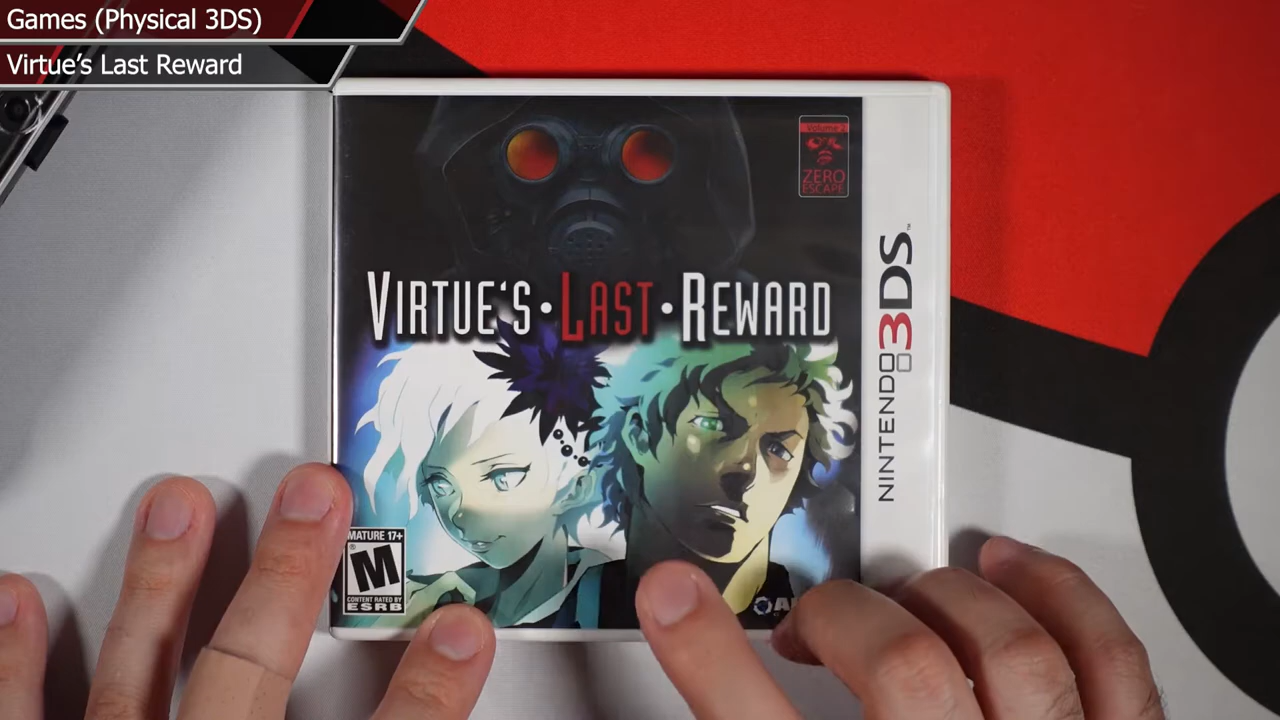 Games (Physical 3DS)
Virtue's Last Reward
Volume 2
ZERO
ESCAPE
VIRTUE'S · LAST · REWARD
NINTENDO 3DS™
MATURE 17+
M
CONTENT RATED BY
ESRB